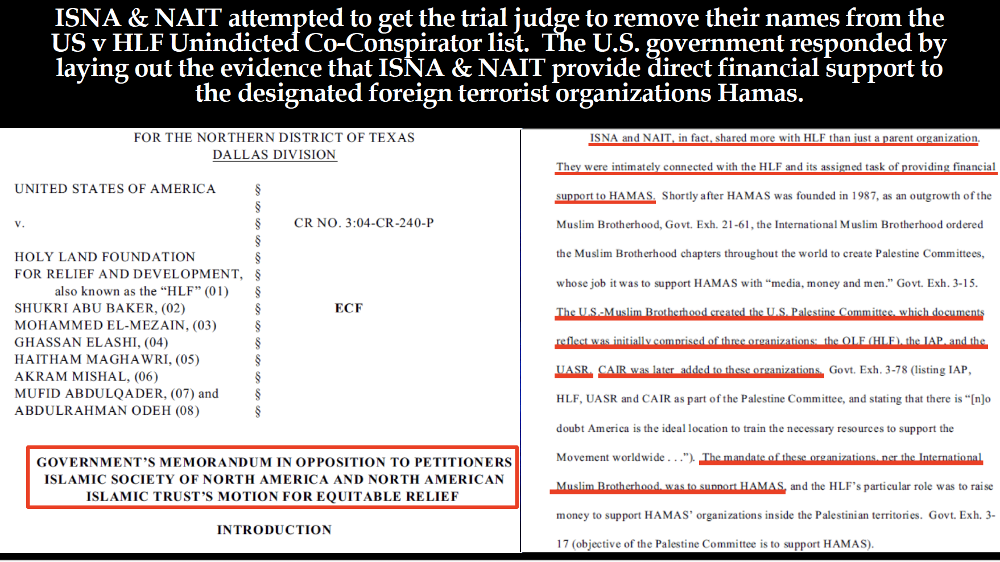 ISNA & NAIT attempted to get the trial judge to remove their names from the
US v HLF Unindicted Co-Conspirator list.  The U.S. government responded by
laying out the evidence that ISNA & NAIT provide direct financial support to
the designated foreign terrorist organizations Hamas.
FOR THE NORTHERN DISTRICT OF TEXAS
DALLAS DIVISION
UNITED STATES OF AMERICA §
§
v. § CR NO. 3:04-CR-240-P
§
HOLY LAND FOUNDATION §
FOR RELIEF AND DEVELOPMENT, §
also known as the “HLF” (01) §
SHUKRI ABU BAKER, (02) § ECF
MOHAMMED EL-MEZAIN, (03) §
GHASSAN ELASHI, (04) §
HAITHAM MAGHAWRI, (05) §
AKRAM MISHAL, (06) §
MUFID ABDULQADER, (07) and §
ABDULRAHMAN ODEH (08) §
GOVERNMENT’S MEMORANDUM IN OPPOSITION TO PETITIONERS
ISLAMIC SOCIETY OF NORTH AMERICA AND NORTH AMERICAN
ISLAMIC TRUST’S MOTION FOR EQUITABLE RELIEF
INTRODUCTION
ISNA and NAIT, in fact, shared more with HLF than just a parent organization.
They were intimately connected with the HLF and its assigned task of providing financial
support to HAMAS.  Shortly after HAMAS was founded in 1987, as an outgrowth of the
Muslim Brotherhood, Govt. Exh. 21-61, the International Muslim Brotherhood ordered
the Muslim Brotherhood chapters throughout the world to create Palestine Committees,
whose job it was to support HAMAS with “media, money and men.”  Govt. Exh. 3-15.
The U.S.-Muslim Brotherhood created the U.S. Palestine Committee, which documents
reflect was initially comprised of three organizations:  the OLF (HLF), the IAP, and the
UASR.  CAIR was later  added to these organizations.  Govt. Exh. 3-78 (listing IAP,
HLF, UASR and CAIR as part of the Palestine Committee, and stating that there is “[n]o
doubt America is the ideal location to train the necessary resources to support the
Movement worldwide . . .”).  The mandate of these organizations, per the International
Muslim Brotherhood, was to support HAMAS, and the HLF’s particular role was to raise
money to support HAMAS’ organizations inside the Palestinian territories.  Govt. Exh. 3-
17 (objective of the Palestine Committee is to support HAMAS).